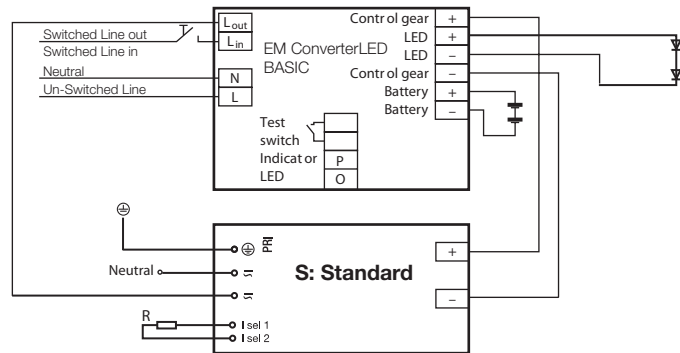 Switched Line out
Switched Line in
Neutral
Un-Switched Line
Lout
Lin
N
L
EM ConverterLED
BASIC
Control gear +
LED +
LED –
Control gear –
Battery +
Battery –
Test
switch
Indicator P
LED O
PRI
Neutral
S: Standard
+
–
R
I sel 1
I sel 2